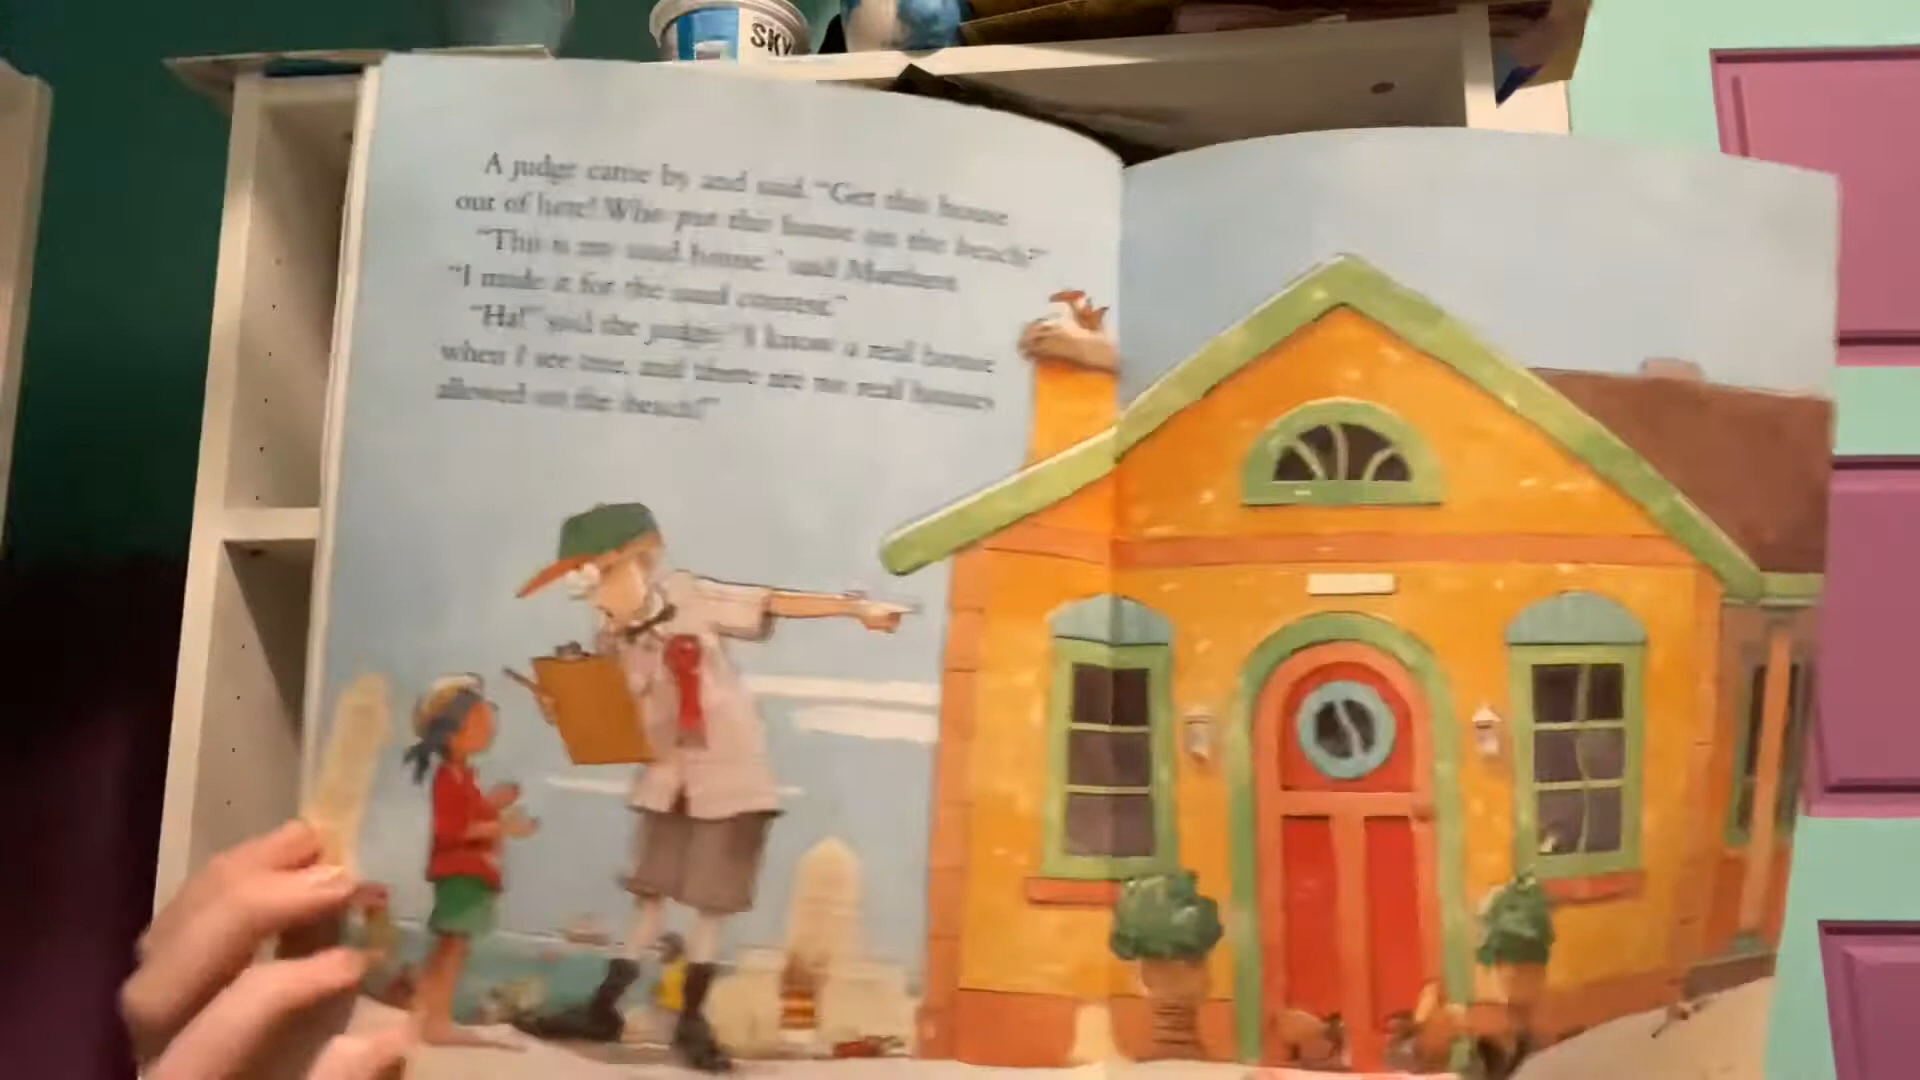 SKY
A judge came by and said, "Get this house
out of here! Who put this house on the beach?"
"This is my sand house," said Matthew.
"I made it for the sand contest."
"Ha!" said the judge. "I know a real house
when I see one, and there are no real houses
allowed on the beach!"